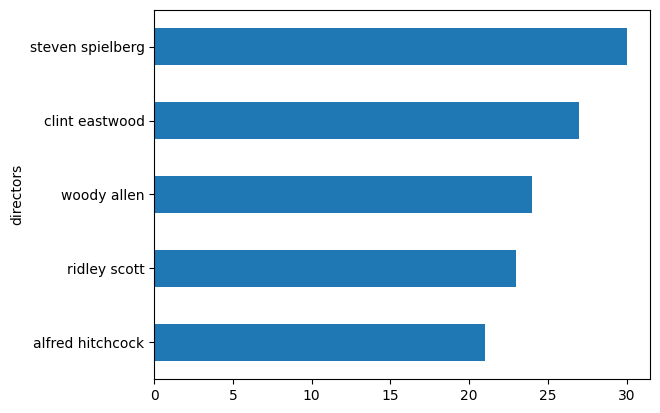 directors
steven spielberg
clint eastwood
woody allen
ridley scott
alfred hitchcock
0 5 10 15 20 25 30